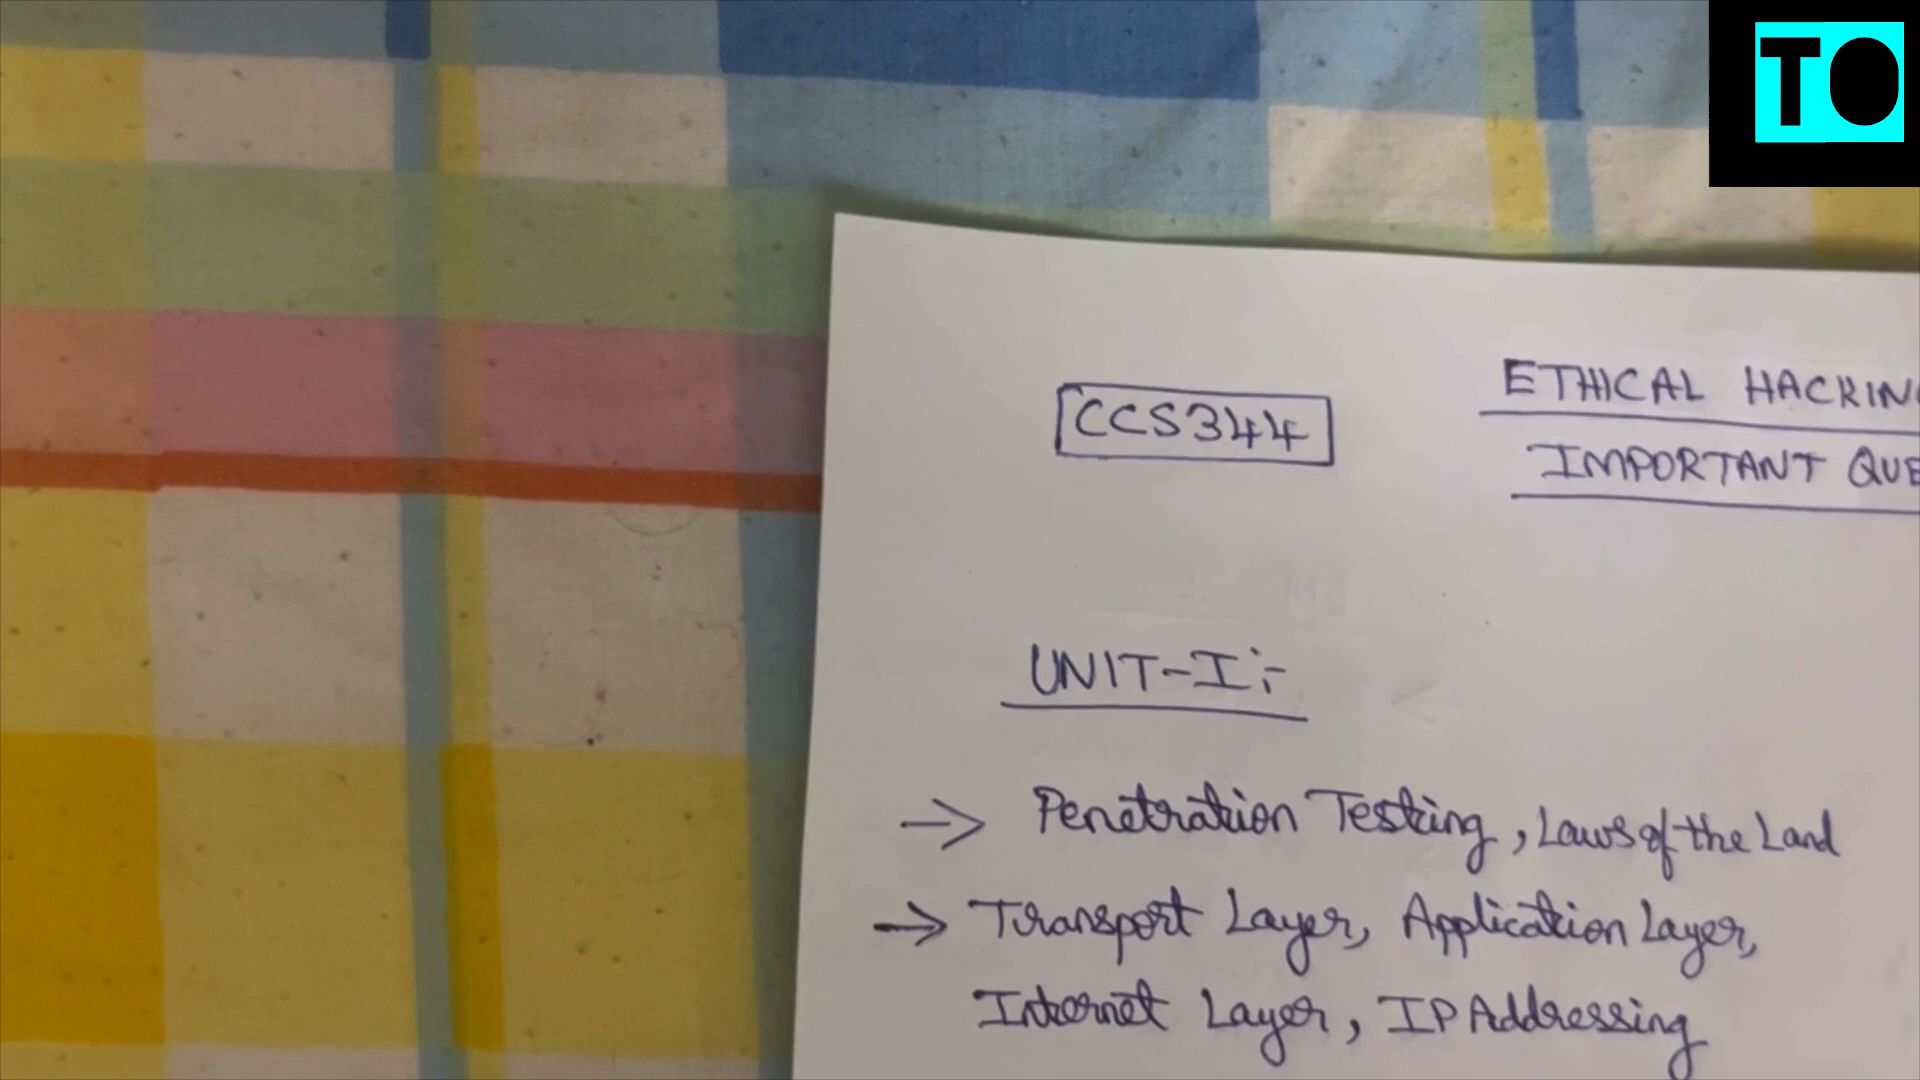 TO
CCS344
ETHICAL HACKING
IMPORTANT QUE
UNIT-I:-
→ Penetration Testing, Laws of the Land
→ Transport Layer, Application Layer,
Internet Layer, IP Addressing